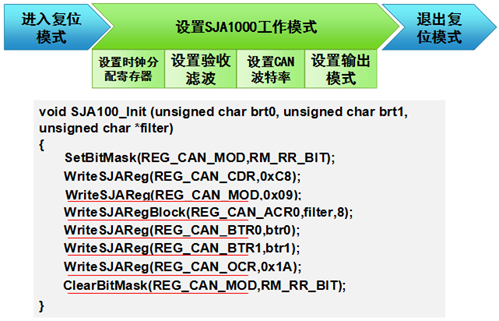 进入复位
模式
设置SJA1000工作模式
退出复
位模式
设置时钟分
配寄存器
设置验收
滤波
设置CAN
波特率
设置输出
模式
void SJA100_Init (unsigned char brt0, unsigned char brt1,
unsigned char *filter)
{
SetBitMask(REG_CAN_MOD,RM_RR_BIT);
WriteSJAReg(REG_CAN_CDR,0xC8);
WriteSJAReg(REG_CAN_MOD,0x09);
WriteSJARegBlock(REG_CAN_ACR0,filter,8);
WriteSJAReg(REG_CAN_BTR0,btr0);
WriteSJAReg(REG_CAN_BTR1,btr1);
WriteSJAReg(REG_CAN_OCR,0x1A);
ClearBitMask(REG_CAN_MOD,RM_RR_BIT);
}